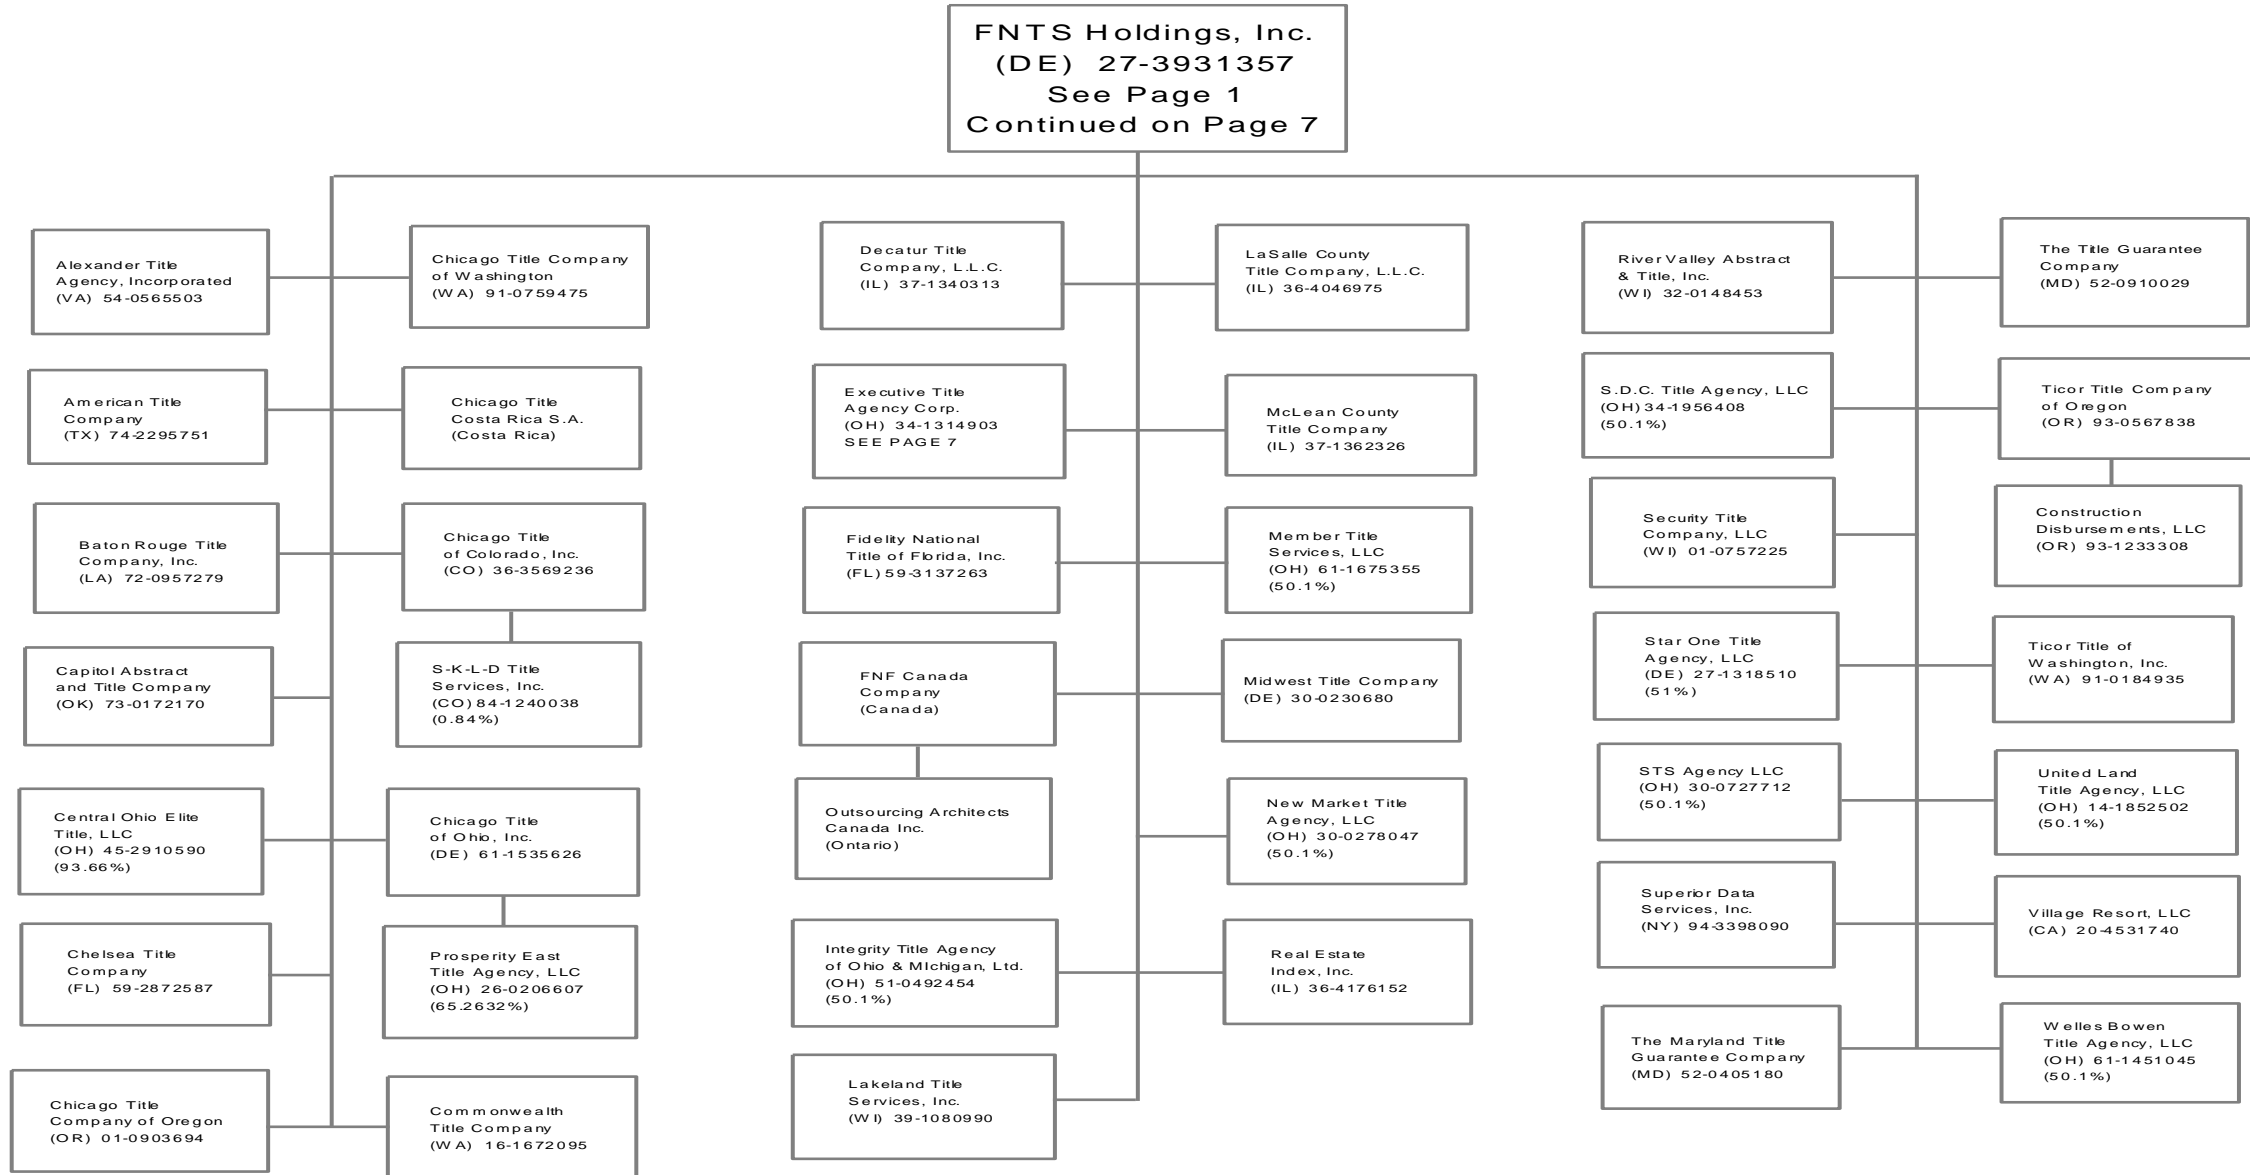 FNTS Holdings, Inc.
(DE) 27-3931357
See Page 1
Continued on Page 7
Alexander Title
Agency, Incorporated
(VA) 54-0565503
Chicago Title Company
of Washington
(WA) 91-0759475
American Title
Company
(TX) 74-2295751
Chicago Title
Costa Rica S.A.
(Costa Rica)
Baton Rouge Title
Company, Inc.
(LA) 72-0957279
Chicago Title
of Colorado, Inc.
(CO) 36-3569236
Capitol Abstract
and Title Company
(OK) 73-0172170
S-K-L-D Title
Services, Inc.
(CO) 84-1240038
(0.84%)
Central Ohio Elite
Title, LLC
(OH) 45-2910590
(93.66%)
Chicago Title
of Ohio, Inc.
(DE) 61-1535626
Chelsea Title
Company
(FL) 59-2872587
Prosperity East
Title Agency, LLC
(OH) 26-0206607
(65.2632%)
Chicago Title
Company of Oregon
(OR) 01-0903694
Commonwealth
Title Company
(WA) 16-1672095
Decatur Title
Company, L.L.C.
(IL) 37-1340313
LaSalle County
Title Company, L.L.C.
(IL) 36-4046975
Executive Title
Agency Corp.
(OH) 34-1314903
SEE PAGE 7
McLean County
Title Company
(IL) 37-1362326
Fidelity National
Title of Florida, Inc.
(FL) 59-3137263
Member Title
Services, LLC
(OH) 61-1675355
(50.1%)
FNF Canada
Company
(Canada)
Midwest Title Company
(DE) 30-0230680
Outsourcing Architects
Canada Inc.
(Ontario)
New Market Title
Agency, LLC
(OH) 30-0278047
(50.1%)
Integrity Title Agency
of Ohio & MIchigan, Ltd.
(OH) 51-0492454
(50.1%)
Real Estate
Index, Inc.
(IL) 36-4176152
Lakeland Title
Services, Inc.
(WI) 39-1080990
River Valley Abstract
& Title, Inc.
(WI) 32-0148453
The Title Guarantee
Company
(MD) 52-0910029
S.D.C. Title Agency, LLC
(OH) 34-1956408
(50.1%)
Ticor Title Company
of Oregon
(OR) 93-0567838
Security Title
Company, LLC
(WI) 01-0757225
Construction
Disbursements, LLC
(OR) 93-1233308
Star One Title
Agency, LLC
(DE) 27-1318510
(51%)
Ticor Title of
Washington, Inc.
(WA) 91-0184935
STS Agency LLC
(OH) 30-0727712
(50.1%)
United Land
Title Agency, LLC
(OH) 14-1852502
(50.1%)
Superior Data
Services, Inc.
(NY) 94-3398090
Village Resort, LLC
(CA) 20-4531740
The Maryland Title
Guarantee Company
(MD) 52-0405180
Welles Bowen
Title Agency, LLC
(OH) 61-1451045
(50.1%)